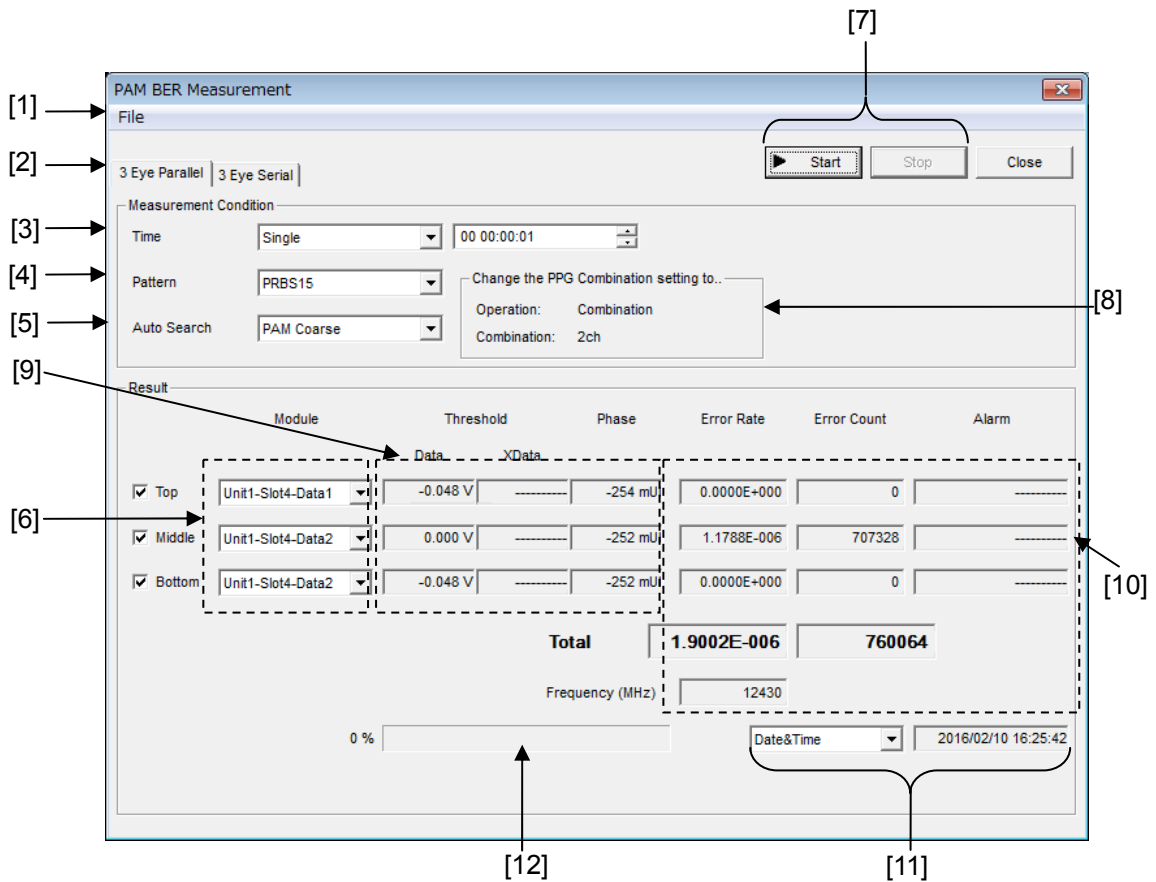 [7]
PAM BER Measurement
[1]
File
[2]
3 Eye Parallel 3 Eye Serial
Start Stop Close
Measurement Condition
[3]
Time Single 00 00:00:01
[4]
Pattern PRBS15
Change the PPG Combination setting to..
[8]
Operation: Combination
[5]
Auto Search PAM Coarse
Combination: 2ch
[9]
Result
Module Threshold Phase Error Rate Error Count Alarm
Data XData
Top Unit1-Slot4-Data1 -0.048 V ---------- -254 mU 0.0000E+000 0 ----------
[6]
Middle Unit1-Slot4-Data2 0.000 V ---------- -252 mU 1.1788E-006 707328 ----------
[10]
Bottom Unit1-Slot4-Data2 -0.048 V ---------- -252 mU 0.0000E+000 0 ----------
Total 1.9002E-006 760064
Frequency (MHz) 12430
0 % Date&Time 2016/02/10 16:25:42
[12] [11]